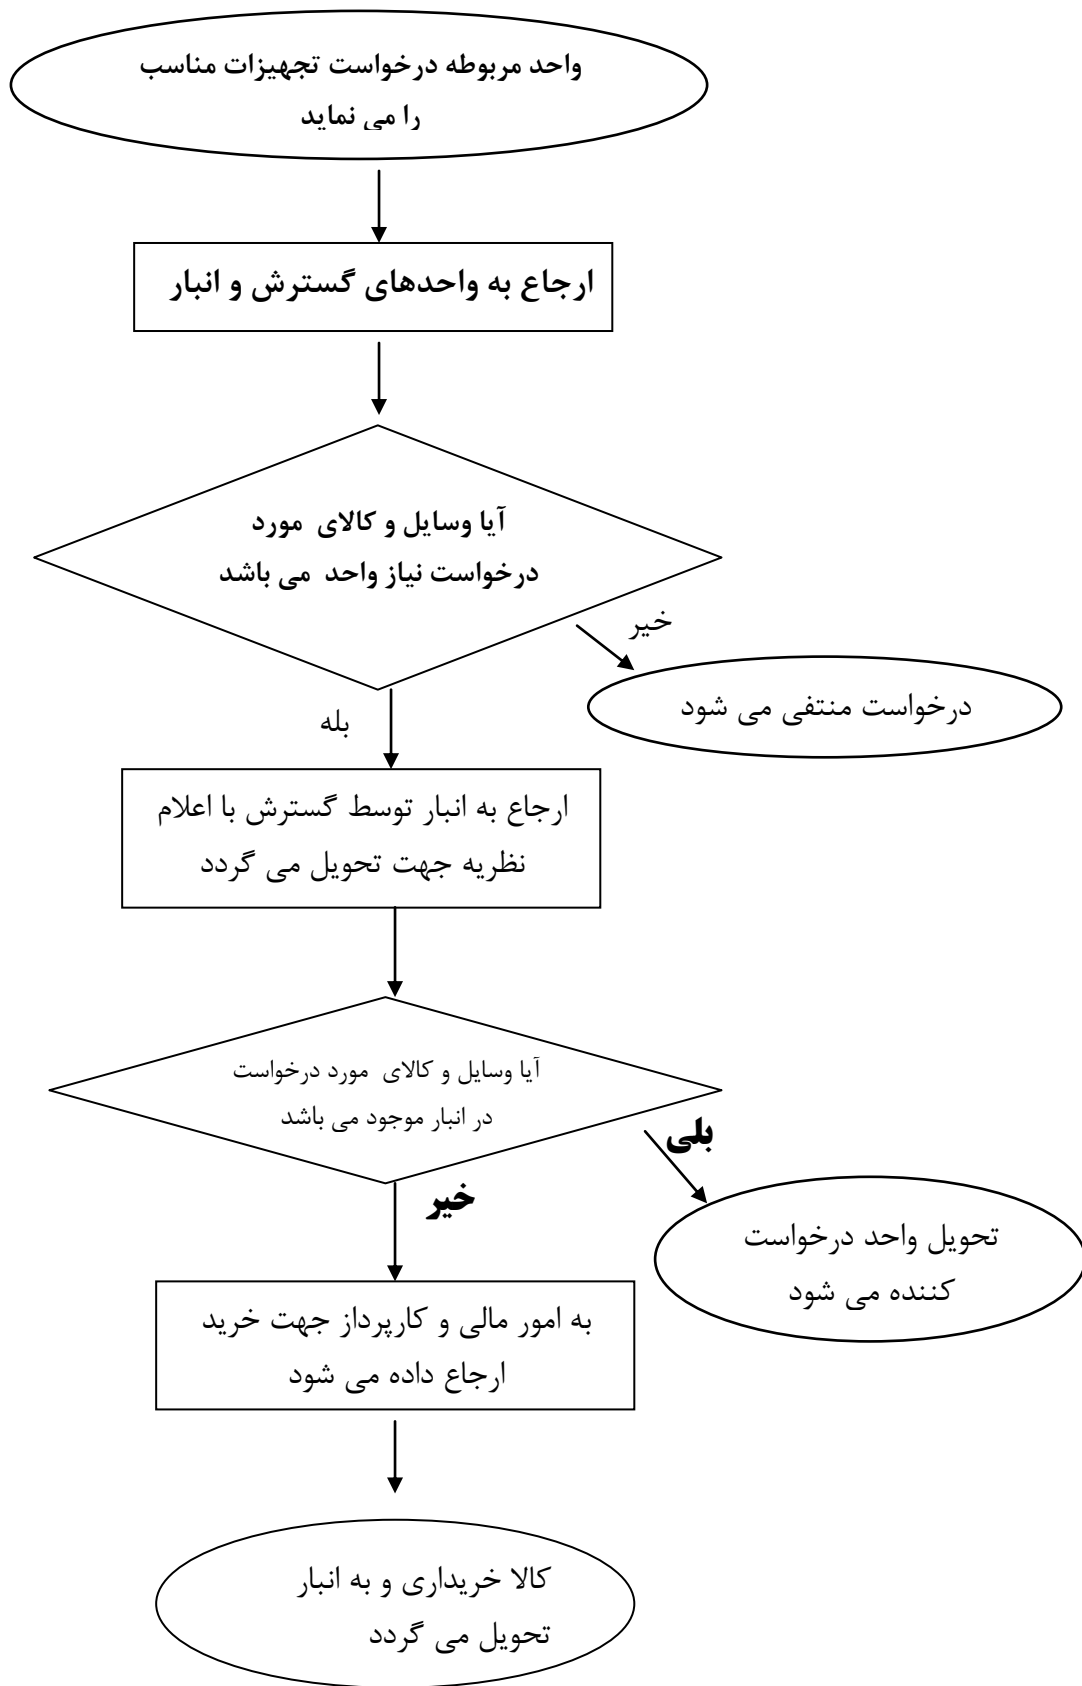 واحد مربوطه درخواست تجهیزات مناسب
را می نماید
ارجاع به واحدهای گسترش و انبار
آیا وسایل و کالای مورد
درخواست نیاز واحد می باشد
خیر
درخواست منتفی می شود
بله
ارجاع به انبار توسط گسترش با اعلام
نظریه جهت تحویل می گردد
آیا وسایل و کالای مورد درخواست
در انبار موجود می باشد
بلی
خیر
تحویل واحد درخواست
کننده می شود
به امور مالی و کارپرداز جهت خرید
ارجاع داده می شود
کالا خریداری و به انبار
تحویل می گردد